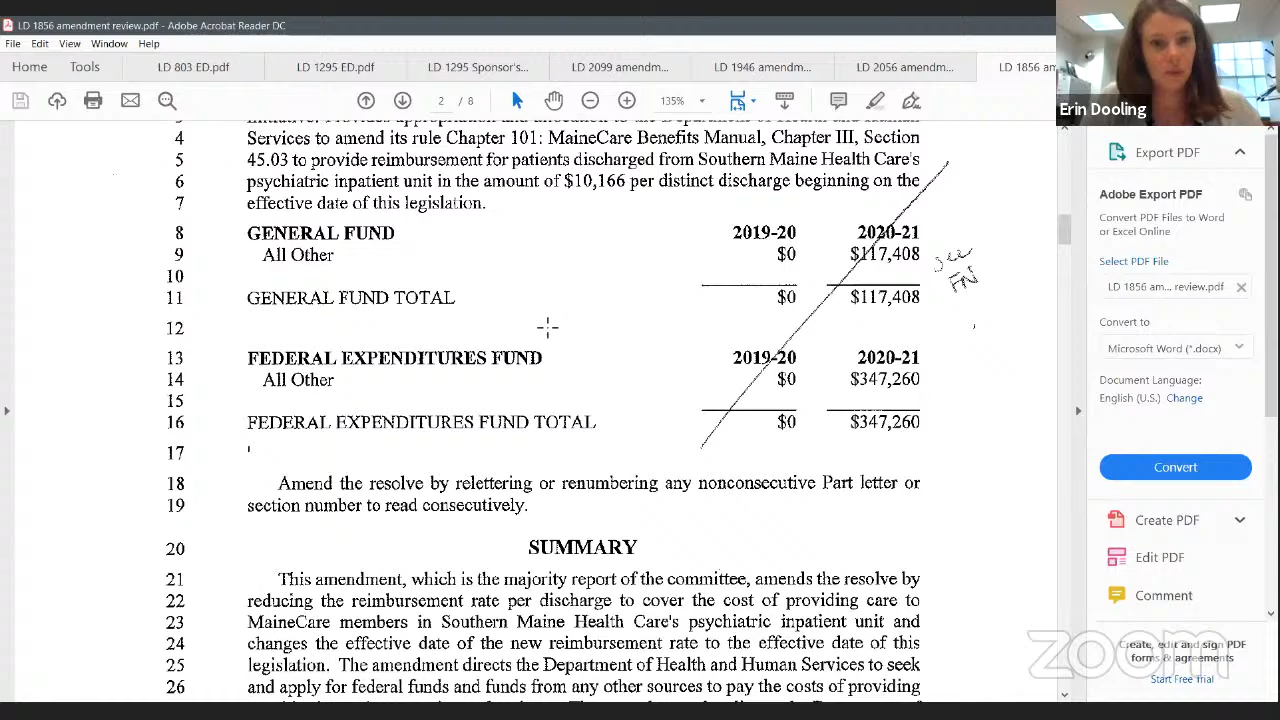 LD 1856 amendment review.pdf - Adobe Acrobat Reader DC
File Edit View Window Help
Home Tools LD 803 ED.pdf LD 1295 ED.pdf LD 1295 Sponsor's... LD 2099 amendm... LD 1946 amendm... LD 2056 amendm... LD 1856 am
2 / 8 135%
Erin Dooling
4 Services to amend its rule Chapter 101: MaineCare Benefits Manual, Chapter III, Section
5 45.03 to provide reimbursement for patients discharged from Southern Maine Health Care's
6 psychiatric inpatient unit in the amount of $10,166 per distinct discharge beginning on the
7 effective date of this legislation.
8 GENERAL FUND 2019-20 2020-21
9 All Other $0 $117,408
10
11 GENERAL FUND TOTAL $0 $117,408
12
13 FEDERAL EXPENDITURES FUND 2019-20 2020-21
14 All Other $0 $347,260
15
16 FEDERAL EXPENDITURES FUND TOTAL $0 $347,260
17
see
FN
18 Amend the resolve by relettering or renumbering any nonconsecutive Part letter or
19 section number to read consecutively.
20 SUMMARY
21 This amendment, which is the majority report of the committee, amends the resolve by
22 reducing the reimbursement rate per discharge to cover the cost of providing care to
23 MaineCare members in Southern Maine Health Care's psychiatric inpatient unit and
24 changes the effective date of the new reimbursement rate to the effective date of this
25 legislation. The amendment directs the Department of Health and Human Services to seek
26 and apply for federal funds and funds from any other sources to pay the costs of providing
Export PDF
Adobe Export PDF
Convert PDF Files to Word
or Excel Online
Select PDF File
LD 1856 am... review.pdf
Convert to
Microsoft Word (*.docx)
Document Language:
English (U.S.) Change
Convert
Create PDF
Edit PDF
Comment
Create, edit and sign PDF
forms & agreements
Start Free Trial
zoom